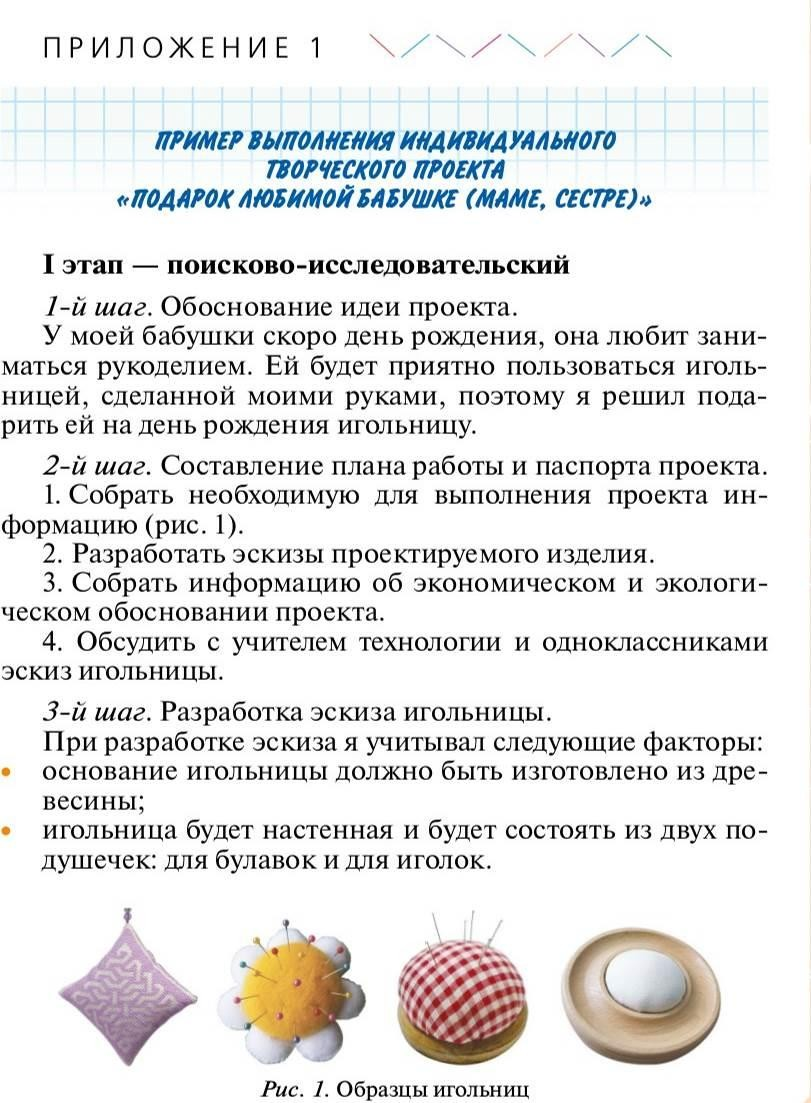 ПРИЛОЖЕНИЕ 1
ПРИМЕР ВЫПОЛНЕНИЯ ИНДИВИДУАЛЬНОГО
ТВОРЧЕСКОГО ПРОЕКТА
«ПОДАРОК ЛЮБИМОЙ БАБУШКЕ (МАМЕ, СЕСТРЕ)»
I этап — поисково-исследовательский
1-й шаг. Обоснование идеи проекта.
У моей бабушки скоро день рождения, она любит зани-
маться рукоделием. Ей будет приятно пользоваться иголь-
ницей, сделанной моими руками, поэтому я решил пода-
рить ей на день рождения игольницу.
2-й шаг. Составление плана работы и паспорта проекта.
1. Собрать необходимую для выполнения проекта ин-
формацию (рис. 1).
2. Разработать эскизы проектируемого изделия.
3. Собрать информацию об экономическом и экологи-
ческом обосновании проекта.
4. Обсудить с учителем технологии и одноклассниками
эскиз игольницы.
3-й шаг. Разработка эскиза игольницы.
При разработке эскиза я учитывал следующие факторы:
• основание игольницы должно быть изготовлено из дре-
весины;
• игольница будет настенная и будет состоять из двух по-
душечек: для булавок и для иголок.
Рис. 1. Образцы игольниц